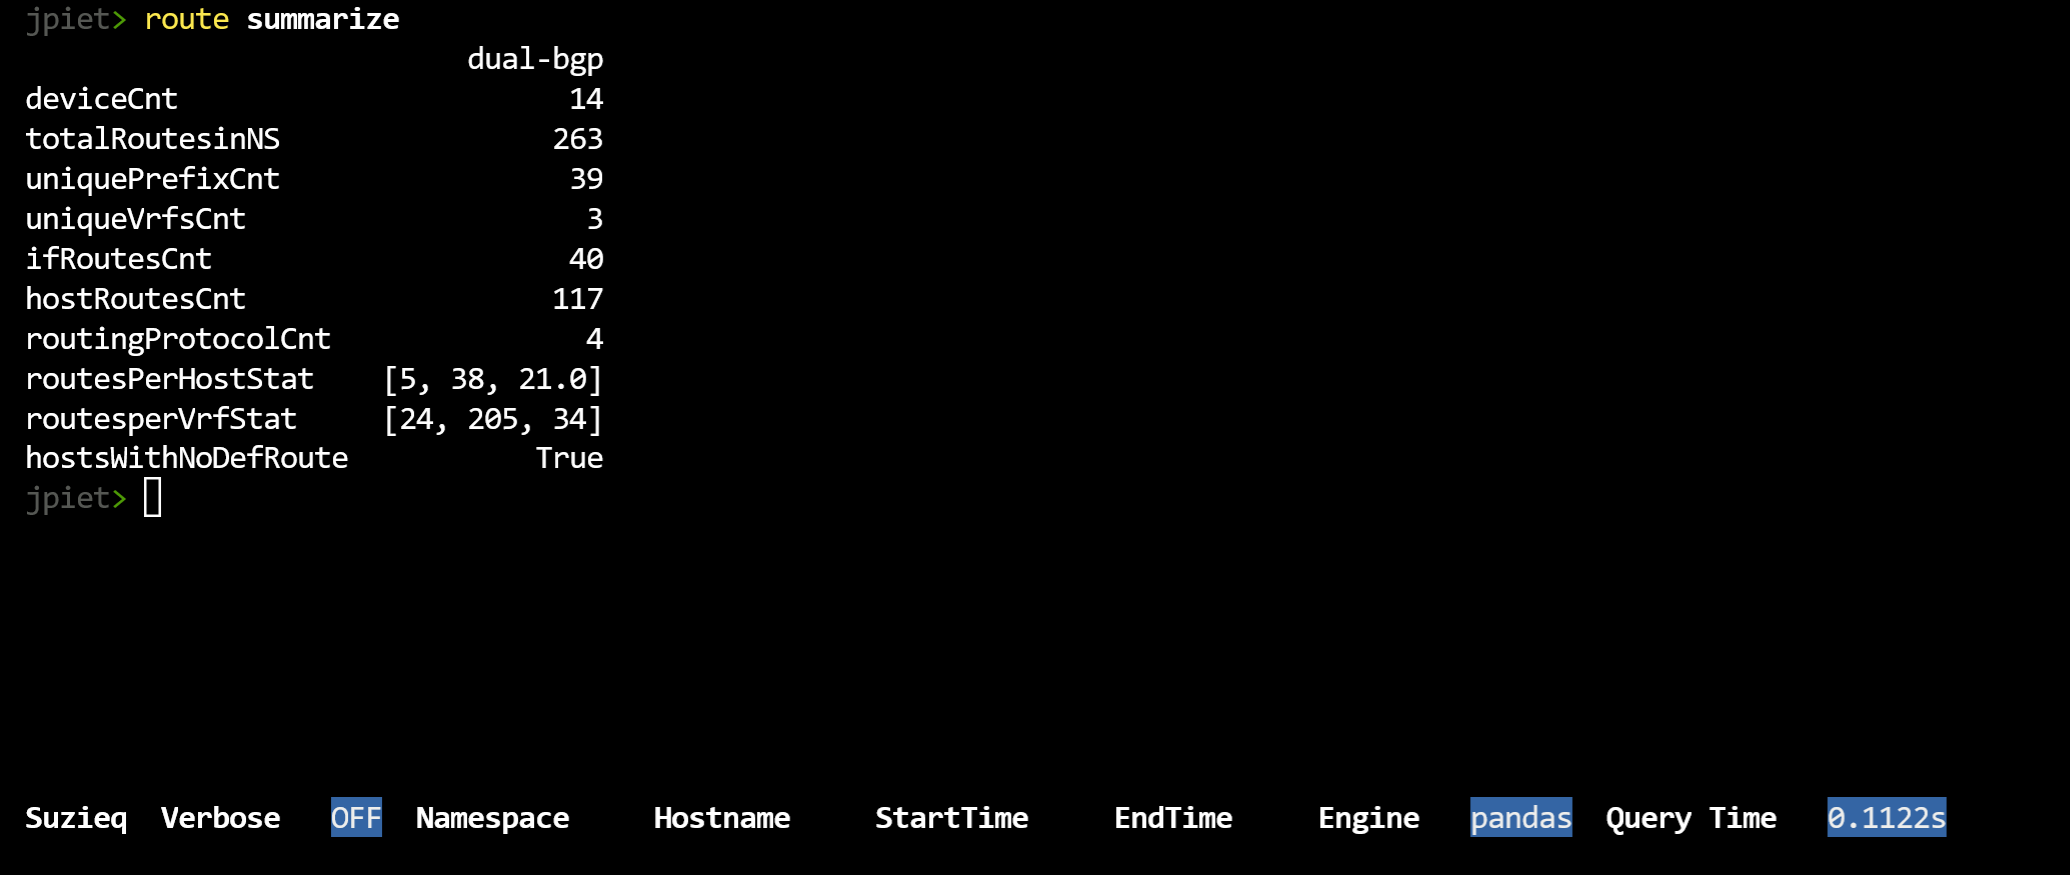 jpiet> route summarize
dual-bgp
deviceCnt 14
totalRoutesinNS 263
uniquePrefixCnt 39
uniqueVrfsCnt 3
ifRoutesCnt 40
hostRoutesCnt 117
routingProtocolCnt 4
routesPerHostStat [5, 38, 21.0]
routesperVrfStat [24, 205, 34]
hostsWithNoDefRoute True
jpiet>
Suzieq Verbose OFF Namespace Hostname StartTime EndTime Engine pandas Query Time 0.1122s